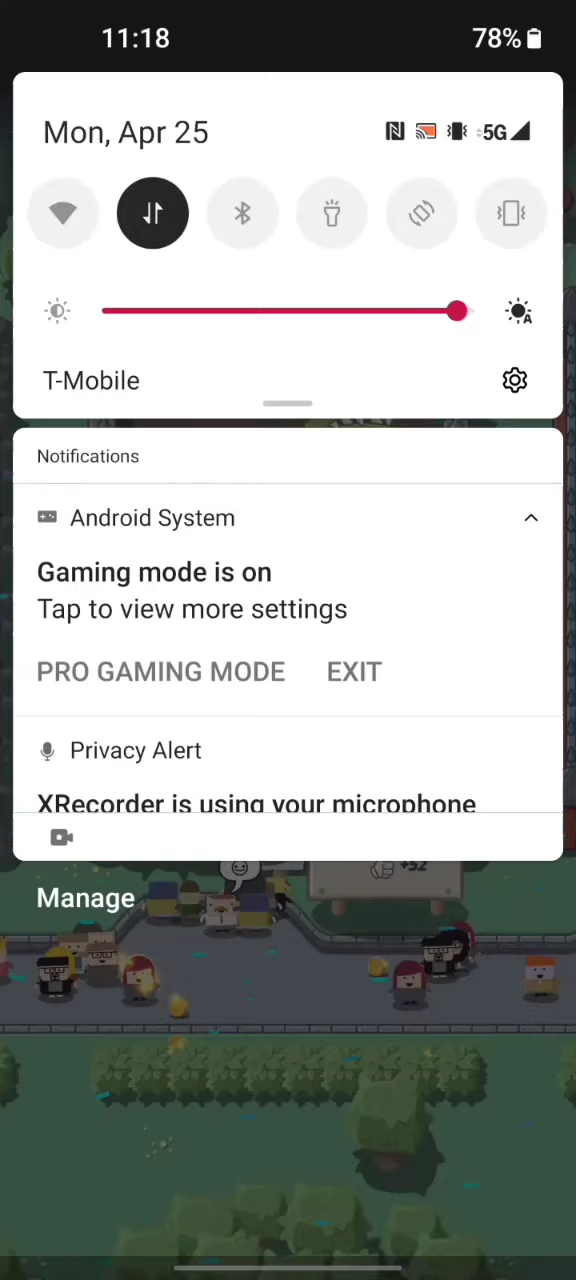 11:18
78%
Mon, Apr 25
5G
T-Mobile
Notifications
Android System
Gaming mode is on
Tap to view more settings
PRO GAMING MODE EXIT
Privacy Alert
XRecorder is using your microphone
+52
Manage